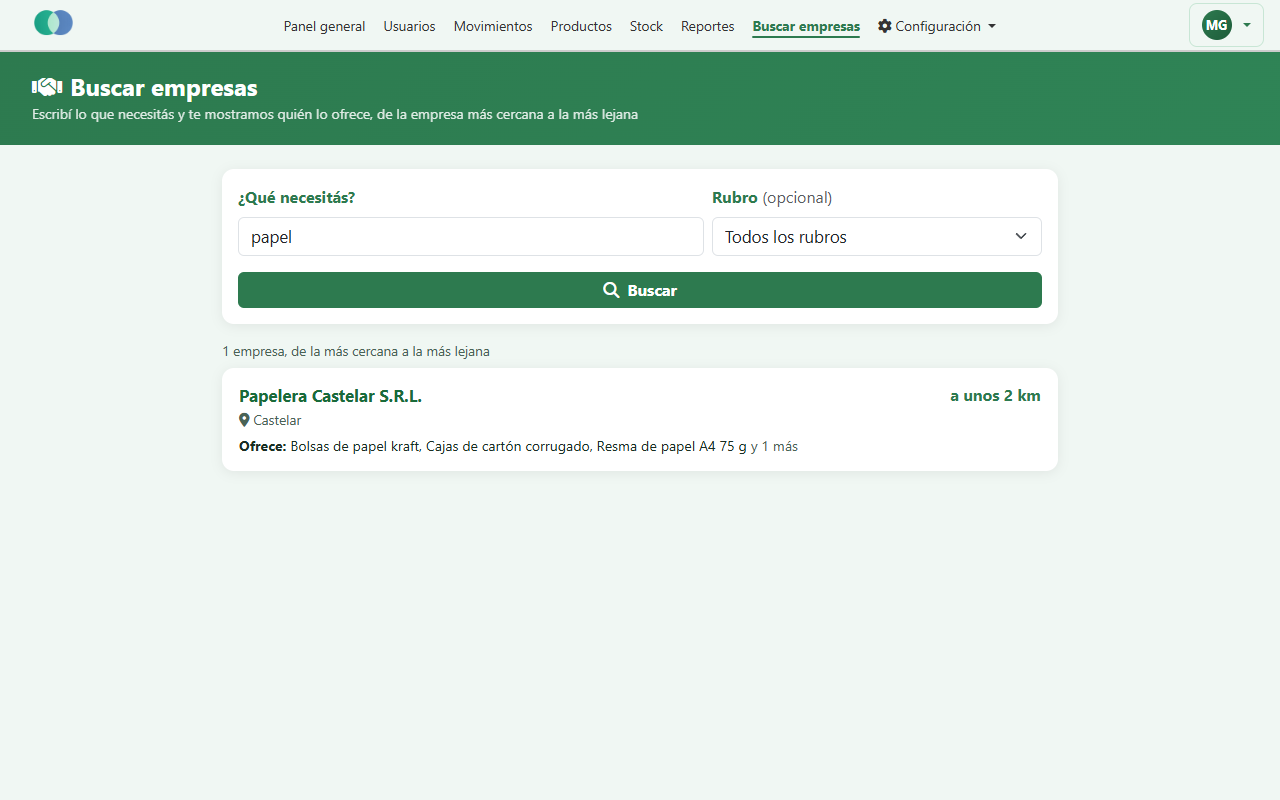 Panel general Usuarios Movimientos Productos Stock Reportes Buscar empresas Configuración MG
Buscar empresas
Escribí lo que necesitás y te mostramos quién lo ofrece, de la empresa más cercana a la más lejana
¿Qué necesitás? Rubro (opcional)
papel Todos los rubros
Buscar
1 empresa, de la más cercana a la más lejana
Papelera Castelar S.R.L. a unos 2 km
Castelar
Ofrece: Bolsas de papel kraft, Cajas de cartón corrugado, Resma de papel A4 75 g y 1 más